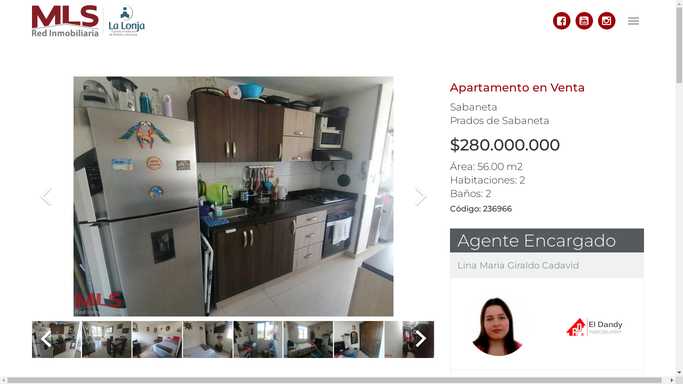 MLS
Red Inmobiliaria
La Lonja
Apartamento en Venta
Sabaneta
Prados de Sabaneta
$280.000.000
Área: 56.00 m2
Habitaciones: 2
Baños: 2
Código: 236966
MLS
Agente Encargado
Lina Maria Giraldo Cadavid
El Dandy